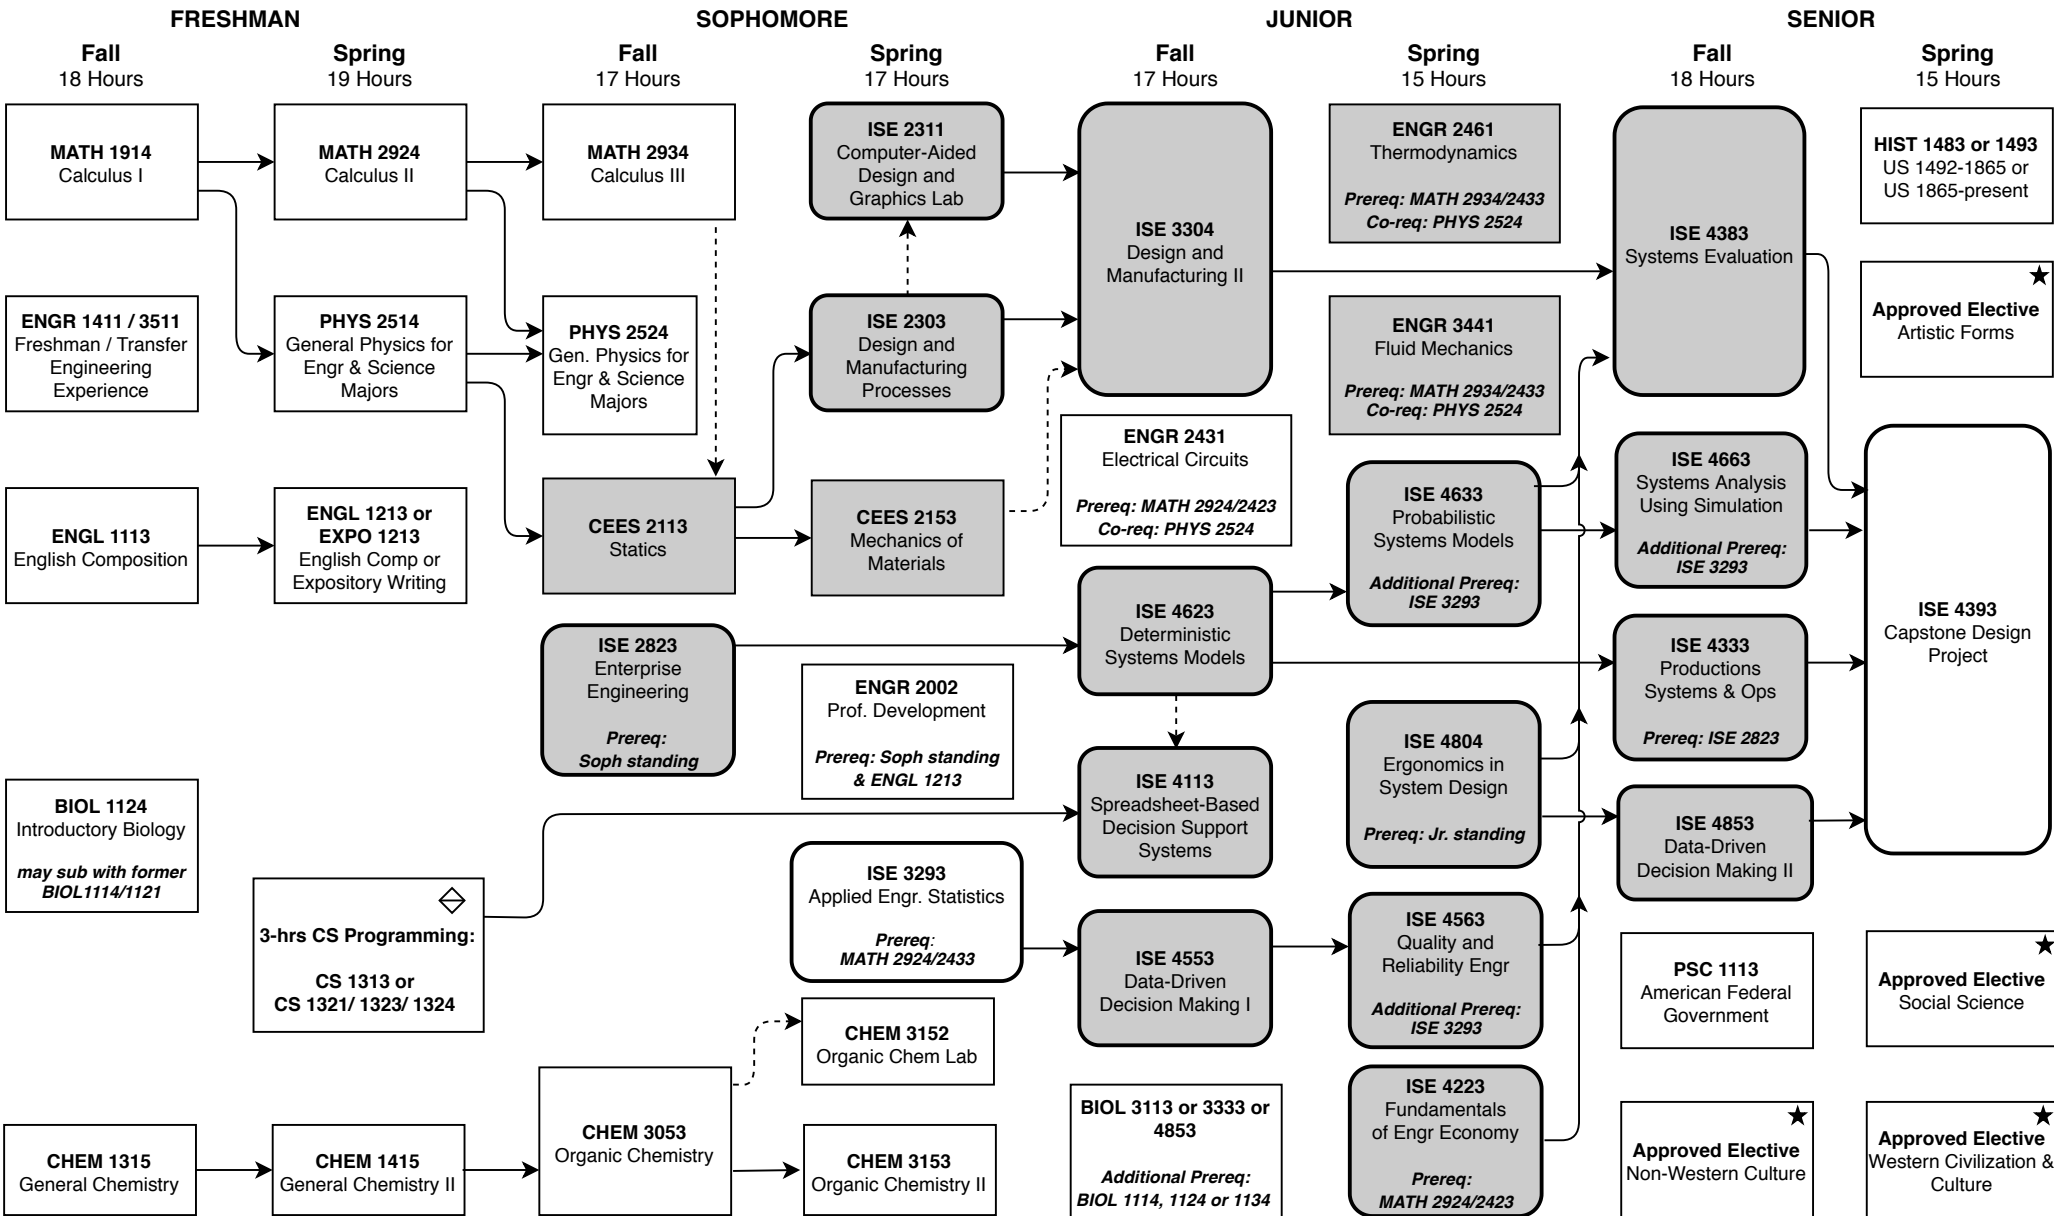 FRESHMAN
SOPHOMORE
JUNIOR
SENIOR
Fall
18 Hours
Spring
19 Hours
Fall
17 Hours
Spring
17 Hours
Fall
17 Hours
Spring
15 Hours
Fall
18 Hours
Spring
15 Hours
MATH 1914
Calculus I
ENGR 1411 / 3511
Freshman / Transfer
Engineering
Experience
ENGL 1113
English Composition
BIOL 1124
Introductory Biology
may sub with former
BIOL1114/1121
CHEM 1315
General Chemistry
MATH 2924
Calculus II
PHYS 2514
General Physics for
Engr & Science
Majors
ENGL 1213 or
EXPO 1213
English Comp or
Expository Writing
3-hrs CS Programming:
CS 1313 or
CS 1321/ 1323/ 1324
CHEM 1415
General Chemistry II
MATH 2934
Calculus III
PHYS 2524
Gen. Physics for
Engr & Science
Majors
CEES 2113
Statics
ISE 2823
Enterprise
Engineering
Prereq:
Soph standing
CHEM 3053
Organic Chemistry
ISE 2311
Computer-Aided
Design and
Graphics Lab
ISE 2303
Design and
Manufacturing
Processes
CEES 2153
Mechanics of
Materials
ENGR 2002
Prof. Development
Prereq: Soph standing
& ENGL 1213
ISE 3293
Applied Engr. Statistics
Prereq:
MATH 2924/2433
CHEM 3152
Organic Chem Lab
CHEM 3153
Organic Chemistry II
ISE 3304
Design and
Manufacturing II
ENGR 2431
Electrical Circuits
Prereq: MATH 2924/2423
Co-req: PHYS 2524
ISE 4623
Deterministic
Systems Models
ISE 4113
Spreadsheet-Based
Decision Support
Systems
ISE 4553
Data-Driven
Decision Making I
BIOL 3113 or 3333 or
4853
Additional Prereq:
BIOL 1114, 1124 or 1134
ENGR 2461
Thermodynamics
Prereq: MATH 2934/2433
Co-req: PHYS 2524
ENGR 3441
Fluid Mechanics
Prereq: MATH 2934/2433
Co-req: PHYS 2524
ISE 4633
Probabilistic
Systems Models
Additional Prereq:
ISE 3293
ISE 4804
Ergonomics in
System Design
Prereq: Jr. standing
ISE 4563
Quality and
Reliability Engr
Additional Prereq:
ISE 3293
ISE 4223
Fundamentals
of Engr Economy
Prereq:
MATH 2924/2423
ISE 4383
Systems Evaluation
ISE 4663
Systems Analysis
Using Simulation
Additional Prereq:
ISE 3293
ISE 4333
Productions
Systems & Ops
Prereq: ISE 2823
ISE 4853
Data-Driven
Decision Making II
PSC 1113
American Federal
Government
Approved Elective
Non-Western Culture
HIST 1483 or 1493
US 1492-1865 or
US 1865-present
Approved Elective
Artistic Forms
ISE 4393
Capstone Design
Project
Approved Elective
Social Science
Approved Elective
Western Civilization &
Culture